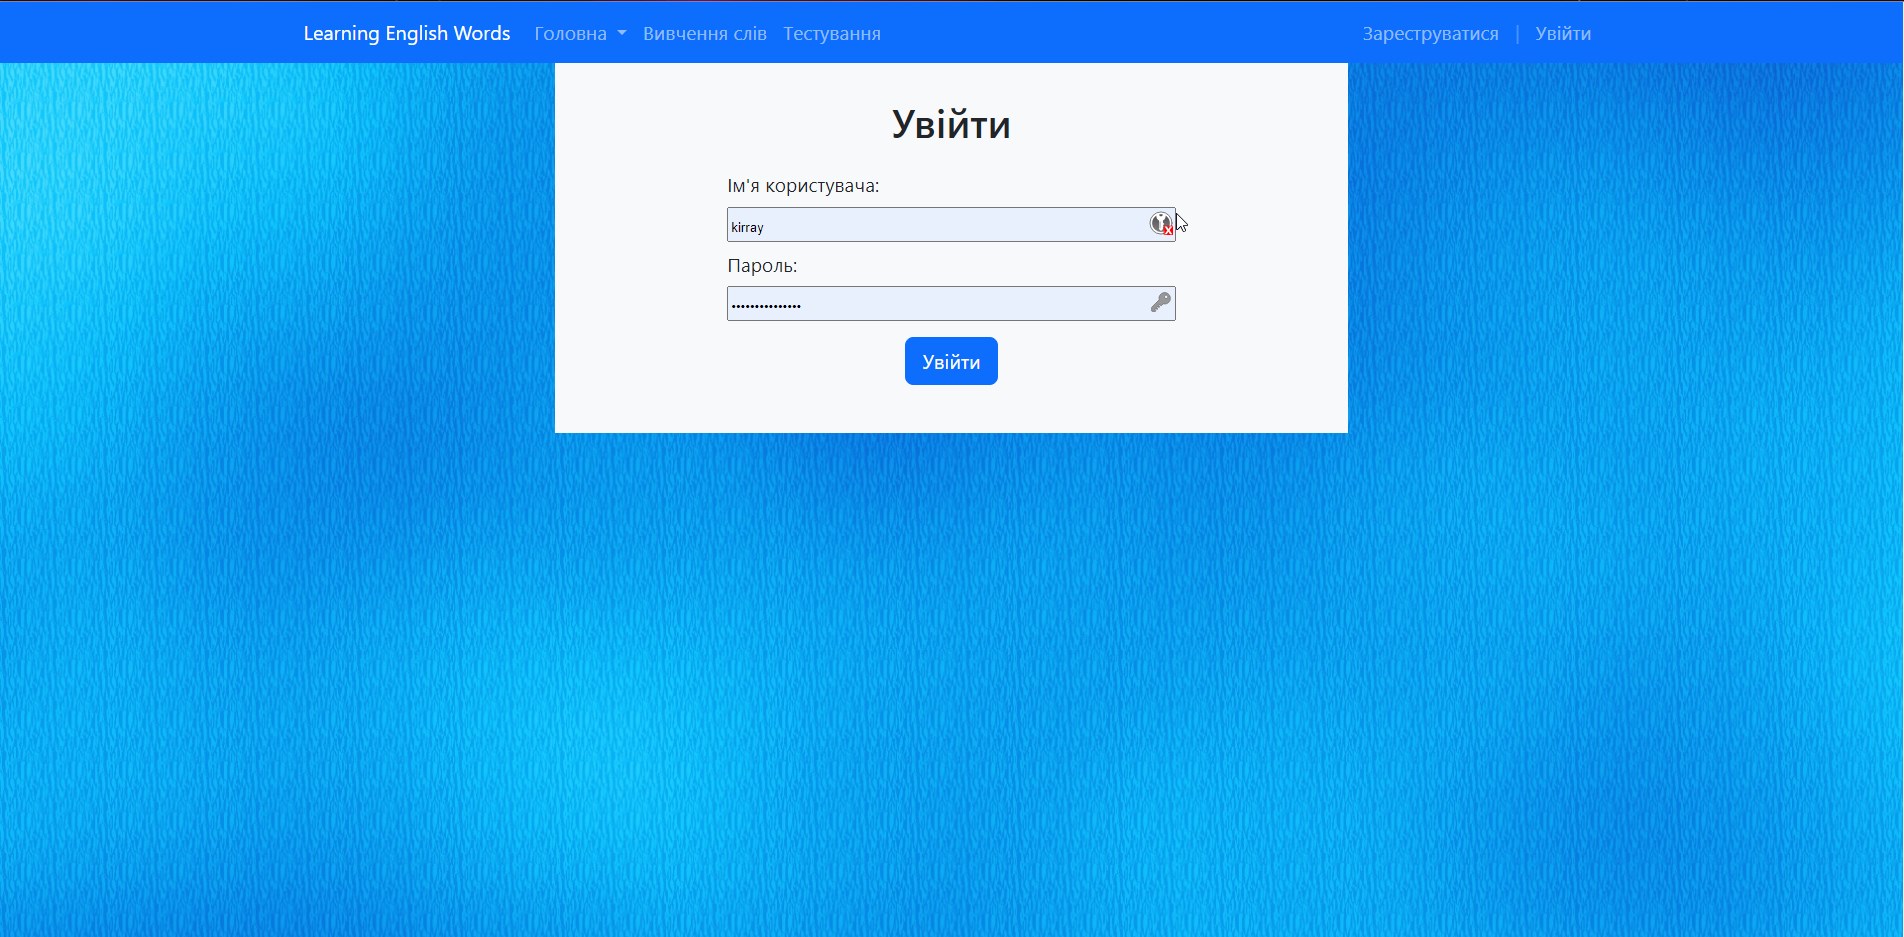 Learning English Words Головна Вивчення слів Тестування Зареструватися | Увійти
Увійти
Ім'я користувача:
kirray
Пароль:
•••••••••••••••
Увійти